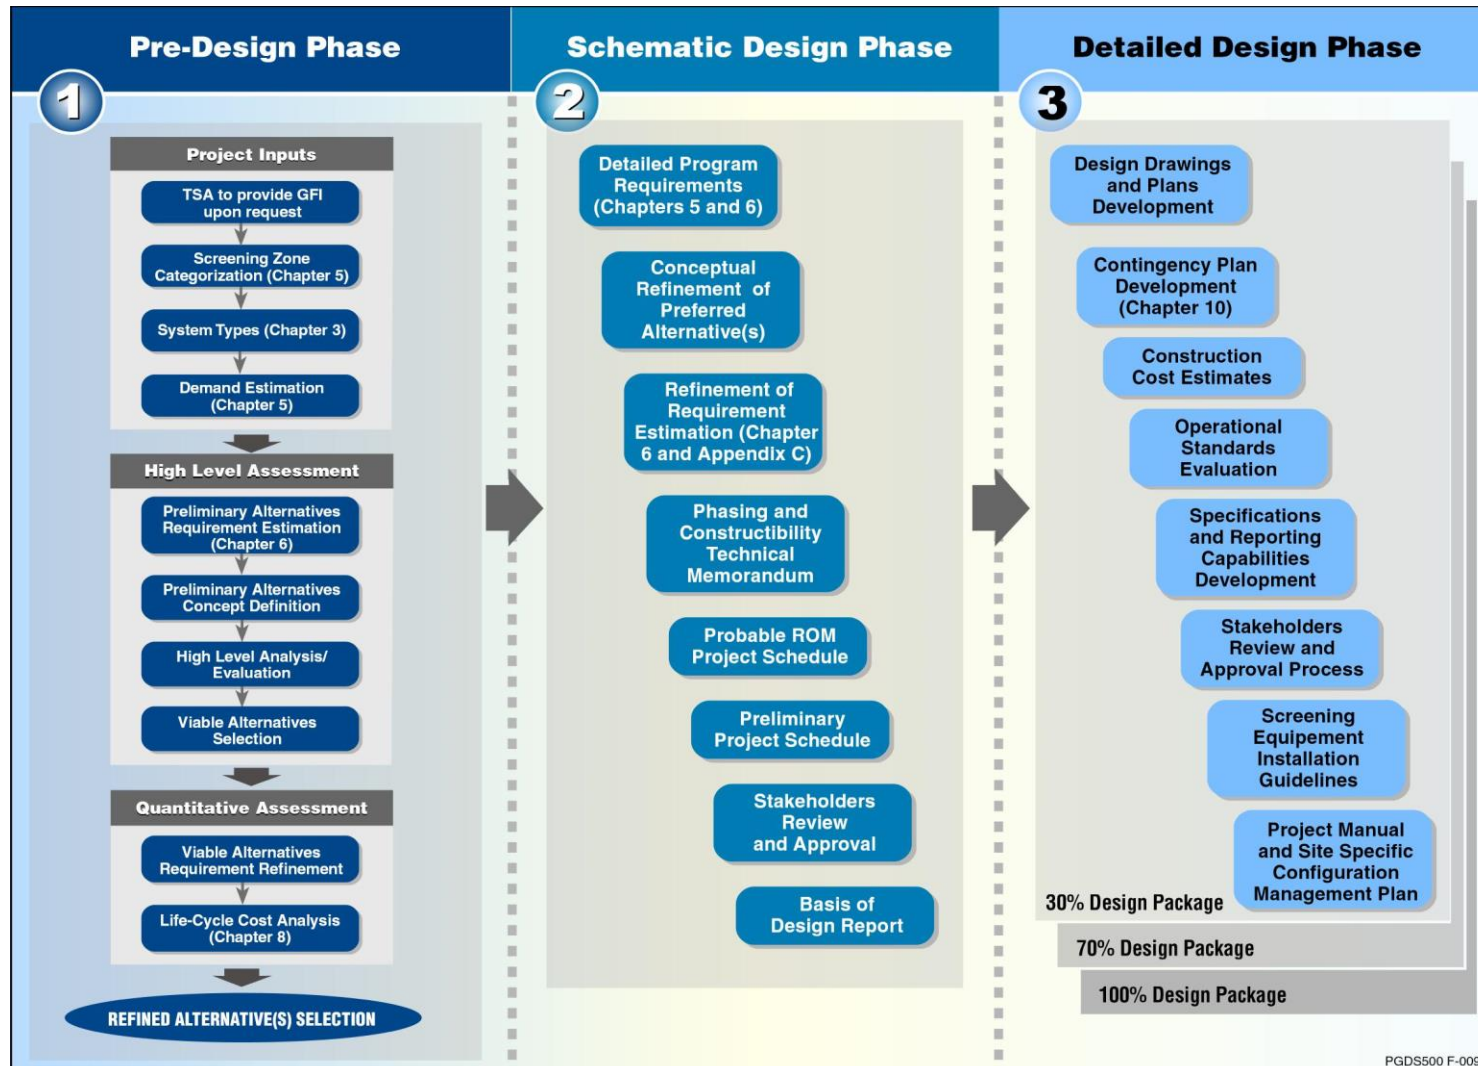 Pre-Design Phase
1
Project Inputs
TSA to provide GFI
upon request
Screening Zone
Categorization (Chapter 5)
System Types (Chapter 3)
Demand Estimation
(Chapter 5)
High Level Assessment
Preliminary Alternatives
Requirement Estimation
(Chapter 6)
Preliminary Alternatives
Concept Definition
High Level Analysis/
Evaluation
Viable Alternatives
Selection
Quantitative Assessment
Viable Alternatives
Requirement Refinement
Life-Cycle Cost Analysis
(Chapter 8)
REFINED ALTERNATIVE(S) SELECTION
Schematic Design Phase
2
Detailed Program
Requirements
(Chapters 5 and 6)
Conceptual
Refinement of
Preferred
Alternative(s)
Refinement of
Requirement
Estimation (Chapter
6 and Appendix C)
Phasing and
Constructibility
Technical
Memorandum
Probable ROM
Project Schedule
Preliminary
Project Schedule
Stakeholders
Review
and Approval
Basis of
Design Report
Detailed Design Phase
3
Design Drawings
and Plans
Development
Contingency Plan
Development
(Chapter 10)
Construction
Cost Estimates
Operational
Standards
Evaluation
Specifications
and Reporting
Capabilities
Development
Stakeholders
Review and
Approval Process
Screening
Equipement
Installation
Guidelines
Project Manual
and Site Specific
Configuration
Management Plan
30% Design Package
70% Design Package
100% Design Package
PGDS500 F-009